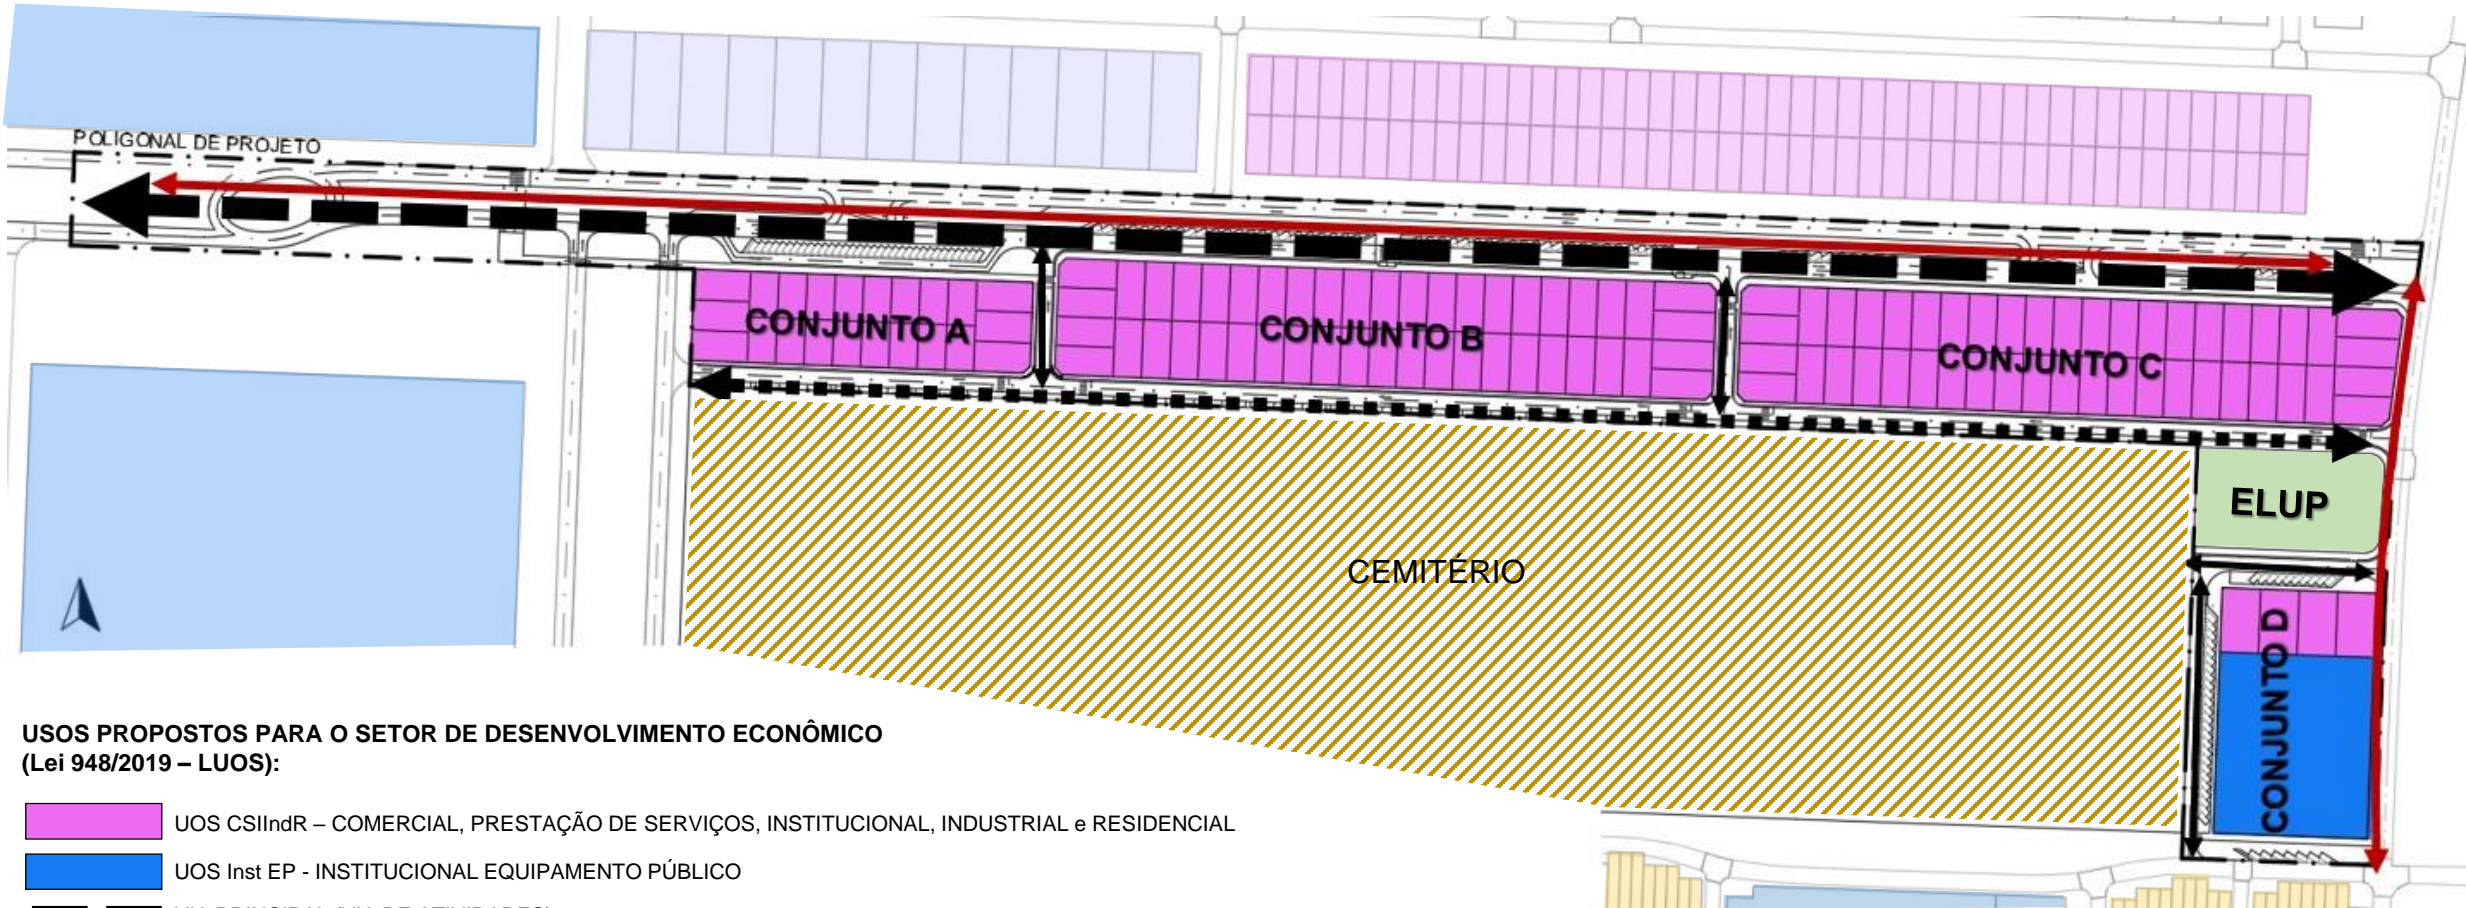 POLIGONAL DE PROJETO
CONJUNTO A
CONJUNTO B
CONJUNTO C
ELUP
CEMITÉRIO
CONJUNTO D
USOS PROPOSTOS PARA O SETOR DE DESENVOLVIMENTO ECONÔMICO
(Lei 948/2019 – LUOS):
UOS CSIIndR – COMERCIAL, PRESTAÇÃO DE SERVIÇOS, INSTITUCIONAL, INDUSTRIAL e RESIDENCIAL
UOS Inst EP - INSTITUCIONAL EQUIPAMENTO PÚBLICO